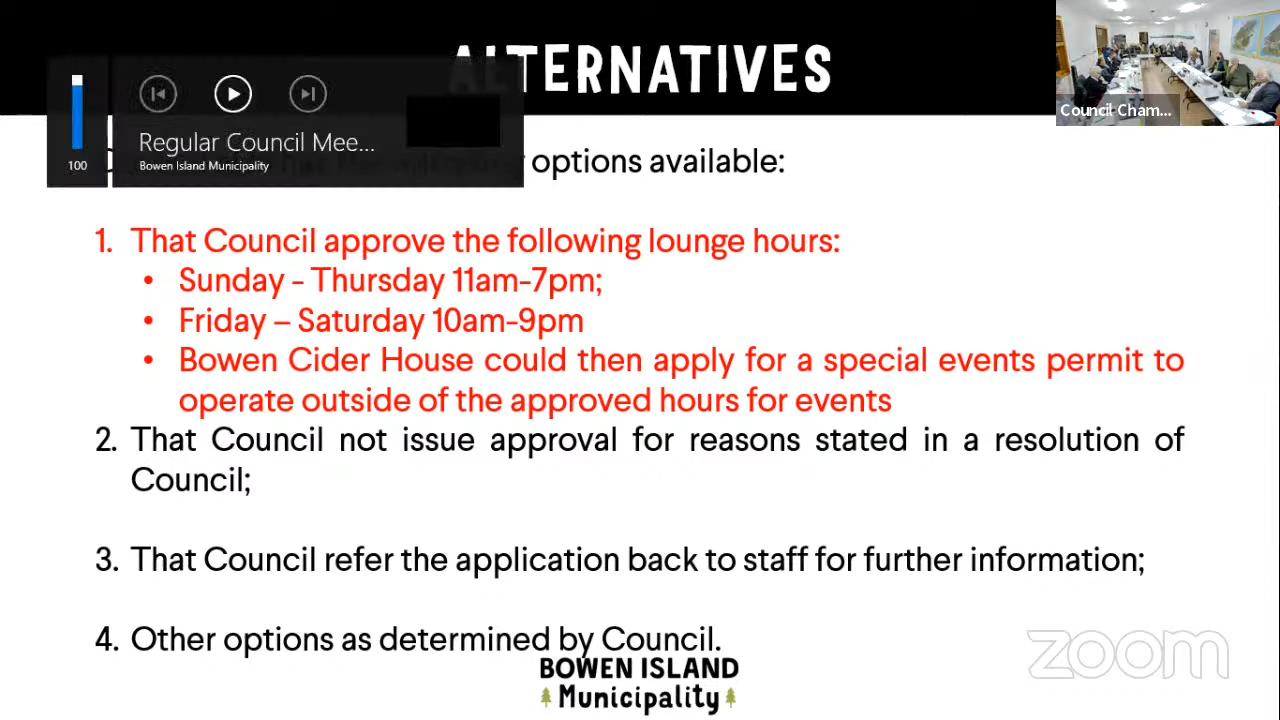 ALTERNATIVES
Council Cham...
Regular Council Mee...
Bowen Island Municipality
100
options available:
1. That Council approve the following lounge hours:
• Sunday - Thursday 11am-7pm;
• Friday – Saturday 10am-9pm
• Bowen Cider House could then apply for a special events permit to
operate outside of the approved hours for events
2. That Council not issue approval for reasons stated in a resolution of
Council;
3. That Council refer the application back to staff for further information;
4. Other options as determined by Council.
BOWEN ISLAND
Municipality
zoom